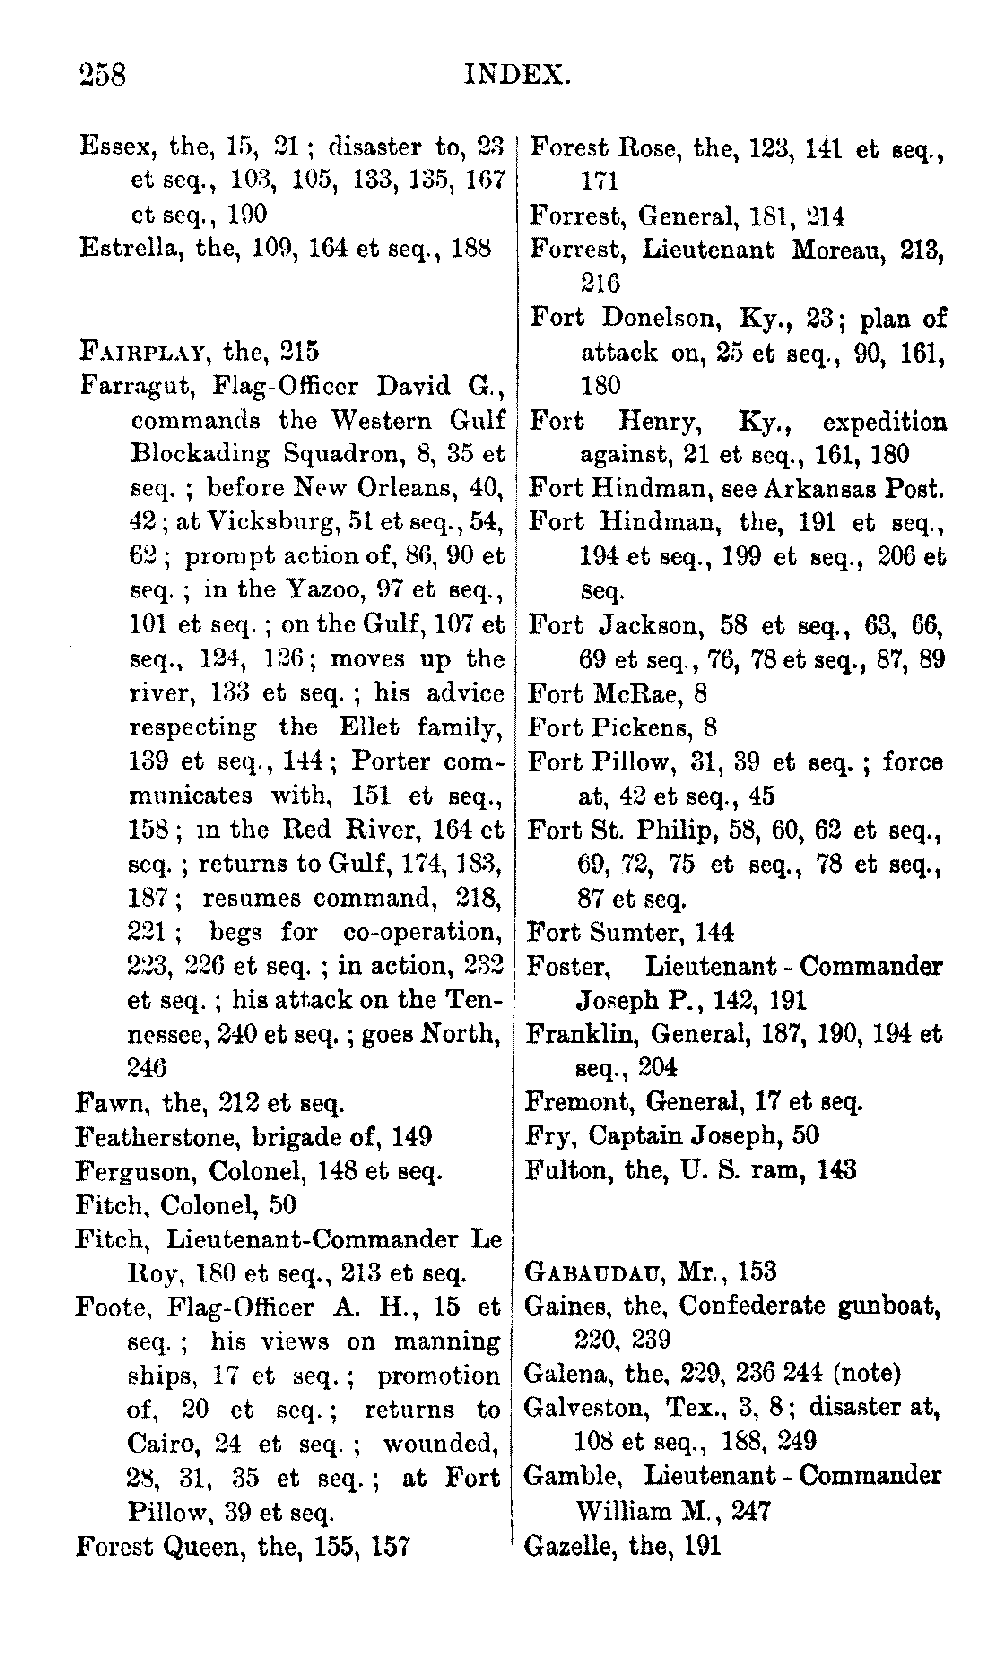 258 INDEX.
Essex, the, 15, 21 ; disaster to, 23
et seq., 103, 105, 133, 135, 167
et seq., 190
Estrella, the, 109, 164 et seq., 188
FAIRPLAY, the, 215
Farragut, Flag-Officer David G.,
commands the Western Gulf
Blockading Squadron, 8, 35 et
seq. ; before New Orleans, 40,
42 ; at Vicksburg, 51 et seq., 54,
62 ; prompt action of, 86, 90 et
seq. ; in the Yazoo, 97 et seq.,
101 et seq. ; on the Gulf, 107 et
seq., 124, 126 ; moves up the
river, 133 et seq. ; his advice
respecting the Ellet family,
139 et seq., 144 ; Porter com-
municates with, 151 et seq.,
158 ; in the Red River, 164 et
seq. ; returns to Gulf, 174, 183,
187 ; resumes command, 218,
221 ; begs for co-operation,
223, 226 et seq. ; in action, 232
et seq. ; his attack on the Ten-
nessee, 240 et seq. ; goes North,
246
Fawn, the, 212 et seq.
Featherstone, brigade of, 149
Ferguson, Colonel, 148 et seq.
Fitch, Colonel, 50
Fitch, Lieutenant-Commander Le
Roy, 180 et seq., 213 et seq.
Foote, Flag-Officer A. H., 15 et
seq. ; his views on manning
ships, 17 et seq. ; promotion
of, 20 et seq. ; returns to
Cairo, 24 et seq. ; wounded,
28, 31, 35 et seq. ; at Fort
Pillow, 39 et seq.
Forest Queen, the, 155, 157
Forest Rose, the, 123, 141 et seq.,
171
Forrest, General, 181, 214
Forrest, Lieutenant Moreau, 213,
216
Fort Donelson, Ky., 23 ; plan of
attack on, 25 et seq., 90, 161,
180
Fort Henry, Ky., expedition
against, 21 et seq., 161, 180
Fort Hindman, see Arkansas Post.
Fort Hindman, the, 191 et seq.,
194 et seq., 199 et seq., 206 et
seq.
Fort Jackson, 58 et seq., 63, 66,
69 et seq., 76, 78 et seq., 87, 89
Fort McRae, 8
Fort Pickens, 8
Fort Pillow, 31, 39 et seq. ; force
at, 42 et seq., 45
Fort St. Philip, 58, 60, 62 et seq.,
69, 72, 75 et seq., 78 et seq.,
87 et seq.
Fort Sumter, 144
Foster, Lieutenant - Commander
Joseph P., 142, 191
Franklin, General, 187, 190, 194 et
seq., 204
Fremont, General, 17 et seq.
Fry, Captain Joseph, 50
Fulton, the, U. S. ram, 143
GABAUDAU, Mr., 153
Gaines, the, Confederate gunboat,
220, 239
Galena, the, 229, 236 244 (note)
Galveston, Tex., 3, 8 ; disaster at,
108 et seq., 188, 249
Gamble, Lieutenant - Commander
William M., 247
Gazelle, the, 191